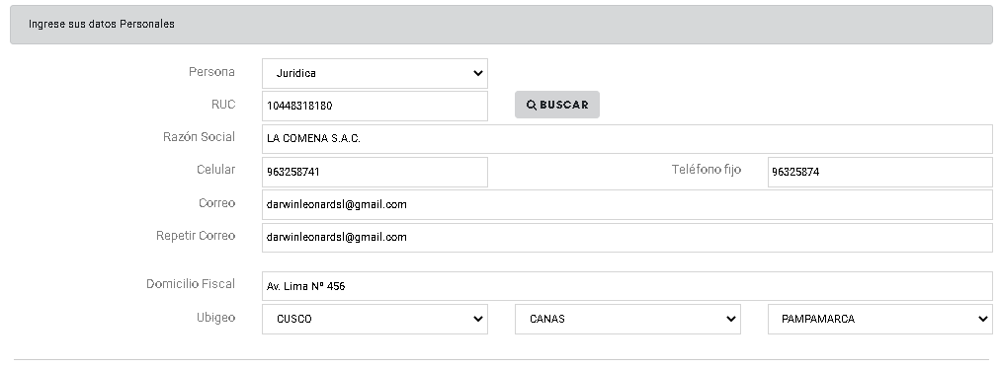 Ingrese sus datos Personales
Persona Juridica
RUC 10448318180 BUSCAR
Razón Social LA COMENA S.A.C.
Celular 963258741 Teléfono fijo 96325874
Correo darwinleonardsl@gmail.com
Repetir Correo darwinleonardsl@gmail.com
Domicilio Fiscal Av. Lima Nº 456
Ubigeo CUSCO CANAS PAMPAMARCA